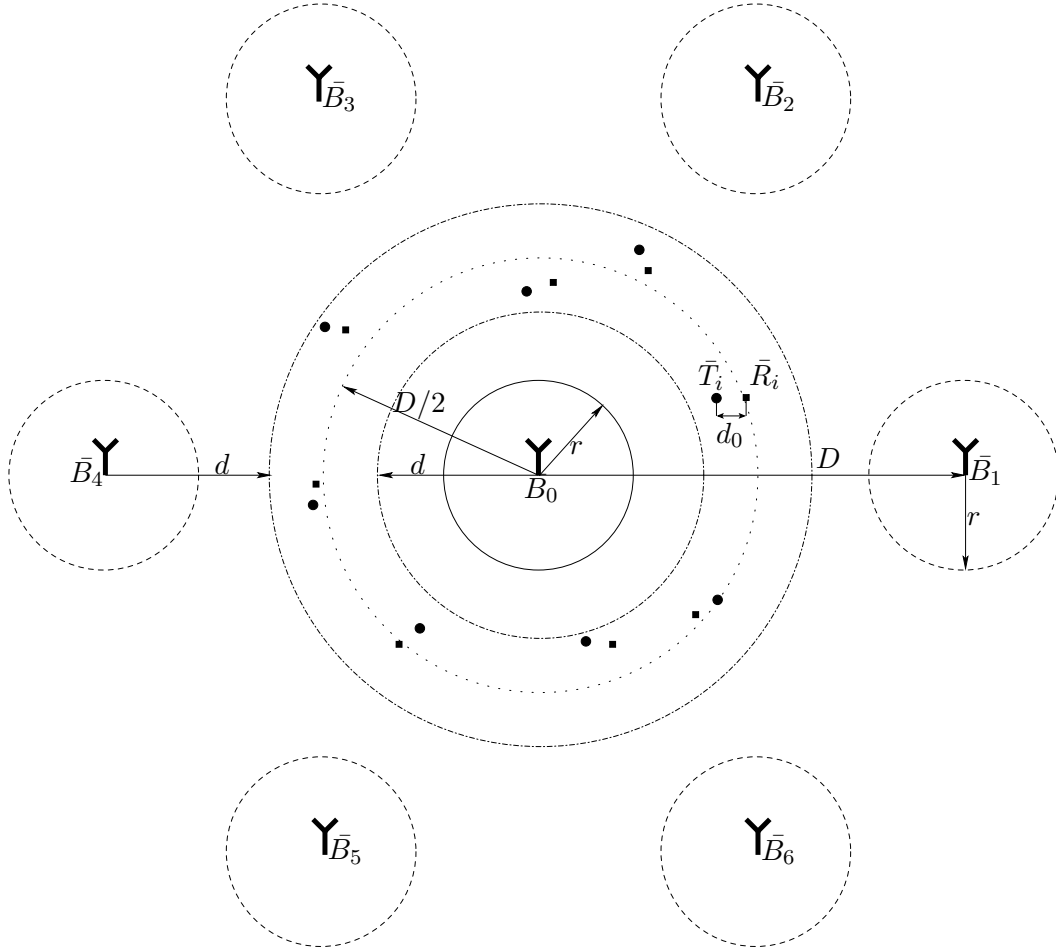 B̄₃
B̄₂
T̄ᵢ R̄ᵢ
D/2
d₀
r
B̄₄ d d B₀ D B̄₁
r
B̄₅ B̄₆